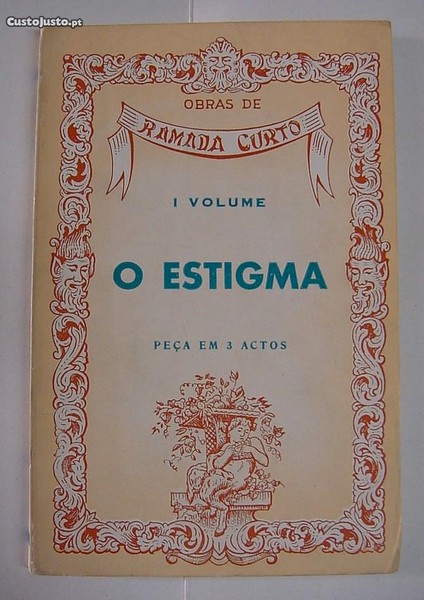 CustoJusto.pt
OBRAS DE
RAMADA CURTO
I VOLUME
O ESTIGMA
PEÇA EM 3 ACTOS